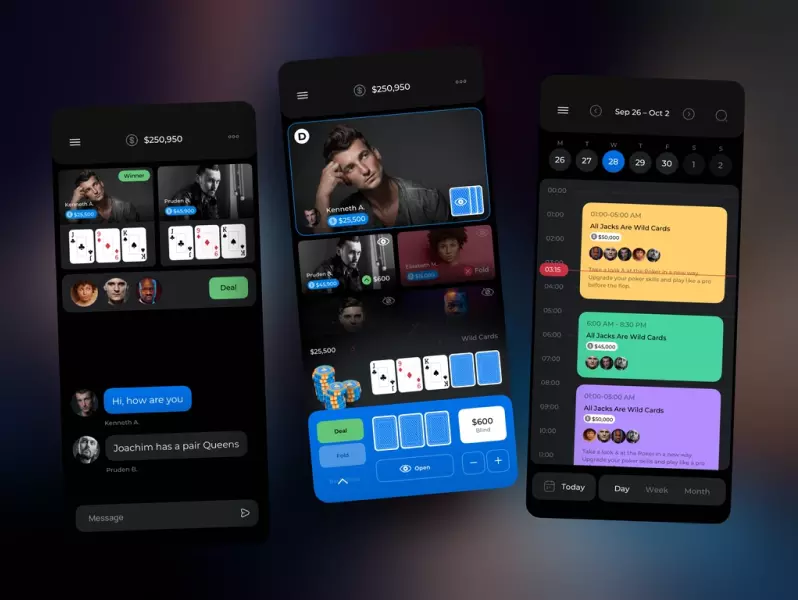 $250,950
Winner
Kenneth A.
$25,500
Pruden B.
$45,900
J
9
K
J
9
K
Deal
Hi, how are you
Kenneth A.
Joachim has a pair Queens
Pruden B.
Message
$250,950
D
Kenneth A.
$25,500
Pruden B.
$45,900
$600
Elisabeth M.
Fold
$25,500
Wild Cards
J
9
K
Deal
Fold
$600
Blind
Open
Sep 26 – Oct 2
M T W T F S S
26 27 28 29 30 1 2
00:00
01:00
02:00
03:15
04:00
05:00
06:00
07:00
08:00
09:00
10:00
11:00
01:00-05:00 AM
All Jacks Are Wild Cards
$50,000
Take a look A at the Poker in a new way.
Upgrade your poker skills and play like a pro
before the flop.
6:00 AM - 8:30 PM
All Jacks Are Wild Cards
$45,000
01:00-05:00 AM
All Jacks Are Wild Cards
$50,000
Take a look A at the Poker in a new way.
Upgrade your poker skills and play like a pro
Today
Day
Week
Month